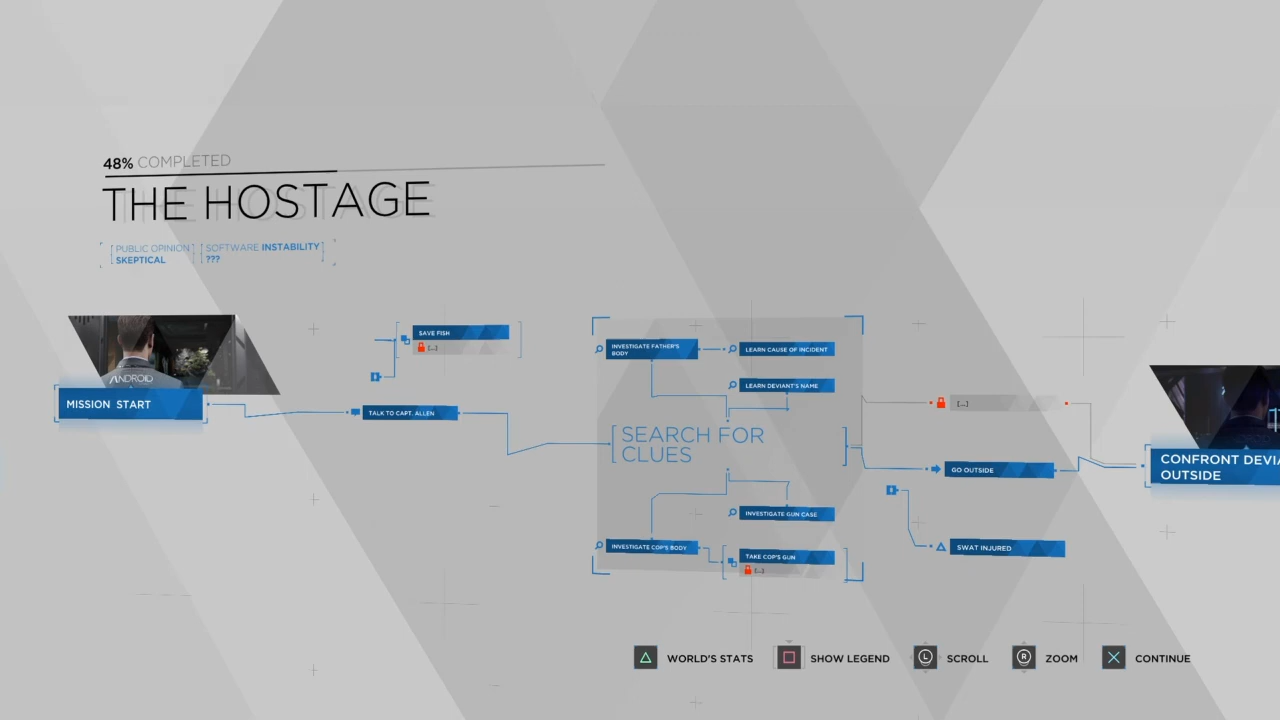 48% COMPLETED
THE HOSTAGE
PUBLIC OPINION
SKEPTICAL
SOFTWARE INSTABILITY
???
ANDROID
MISSION START
SAVE FISH
[...]
TALK TO CAPT. ALLEN
INVESTIGATE FATHER'S
BODY
LEARN CAUSE OF INCIDENT
LEARN DEVIANT'S NAME
SEARCH FOR
CLUES
INVESTIGATE GUN CASE
INVESTIGATE COP'S BODY
TAKE COP'S GUN
[...]
[...]
GO OUTSIDE
SWAT INJURED
CONFRONT DEVIA
OUTSIDE
WORLD'S STATS
SHOW LEGEND
L
SCROLL
R
ZOOM
CONTINUE